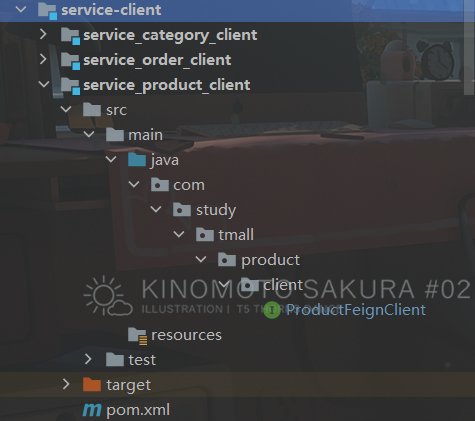 service-client
service_category_client
service_order_client
service_product_client
src
main
java
com
study
tmall
product
client
KINOMOTO SAKURA #02
ILLUSTRATION | T5
ProductFeignClient
resources
test
target
pom.xml